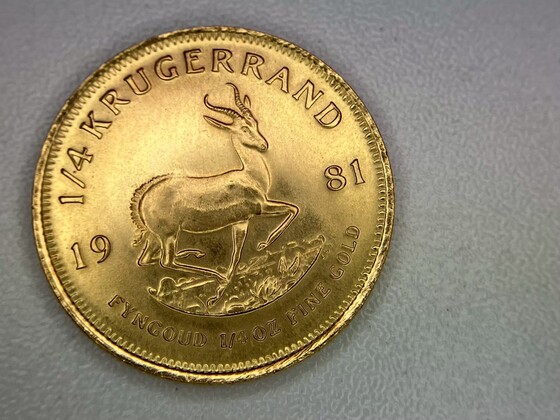 1/4 KRUGERRAND
19 81
FYNGOUD 1/4 OZ FINE GOLD